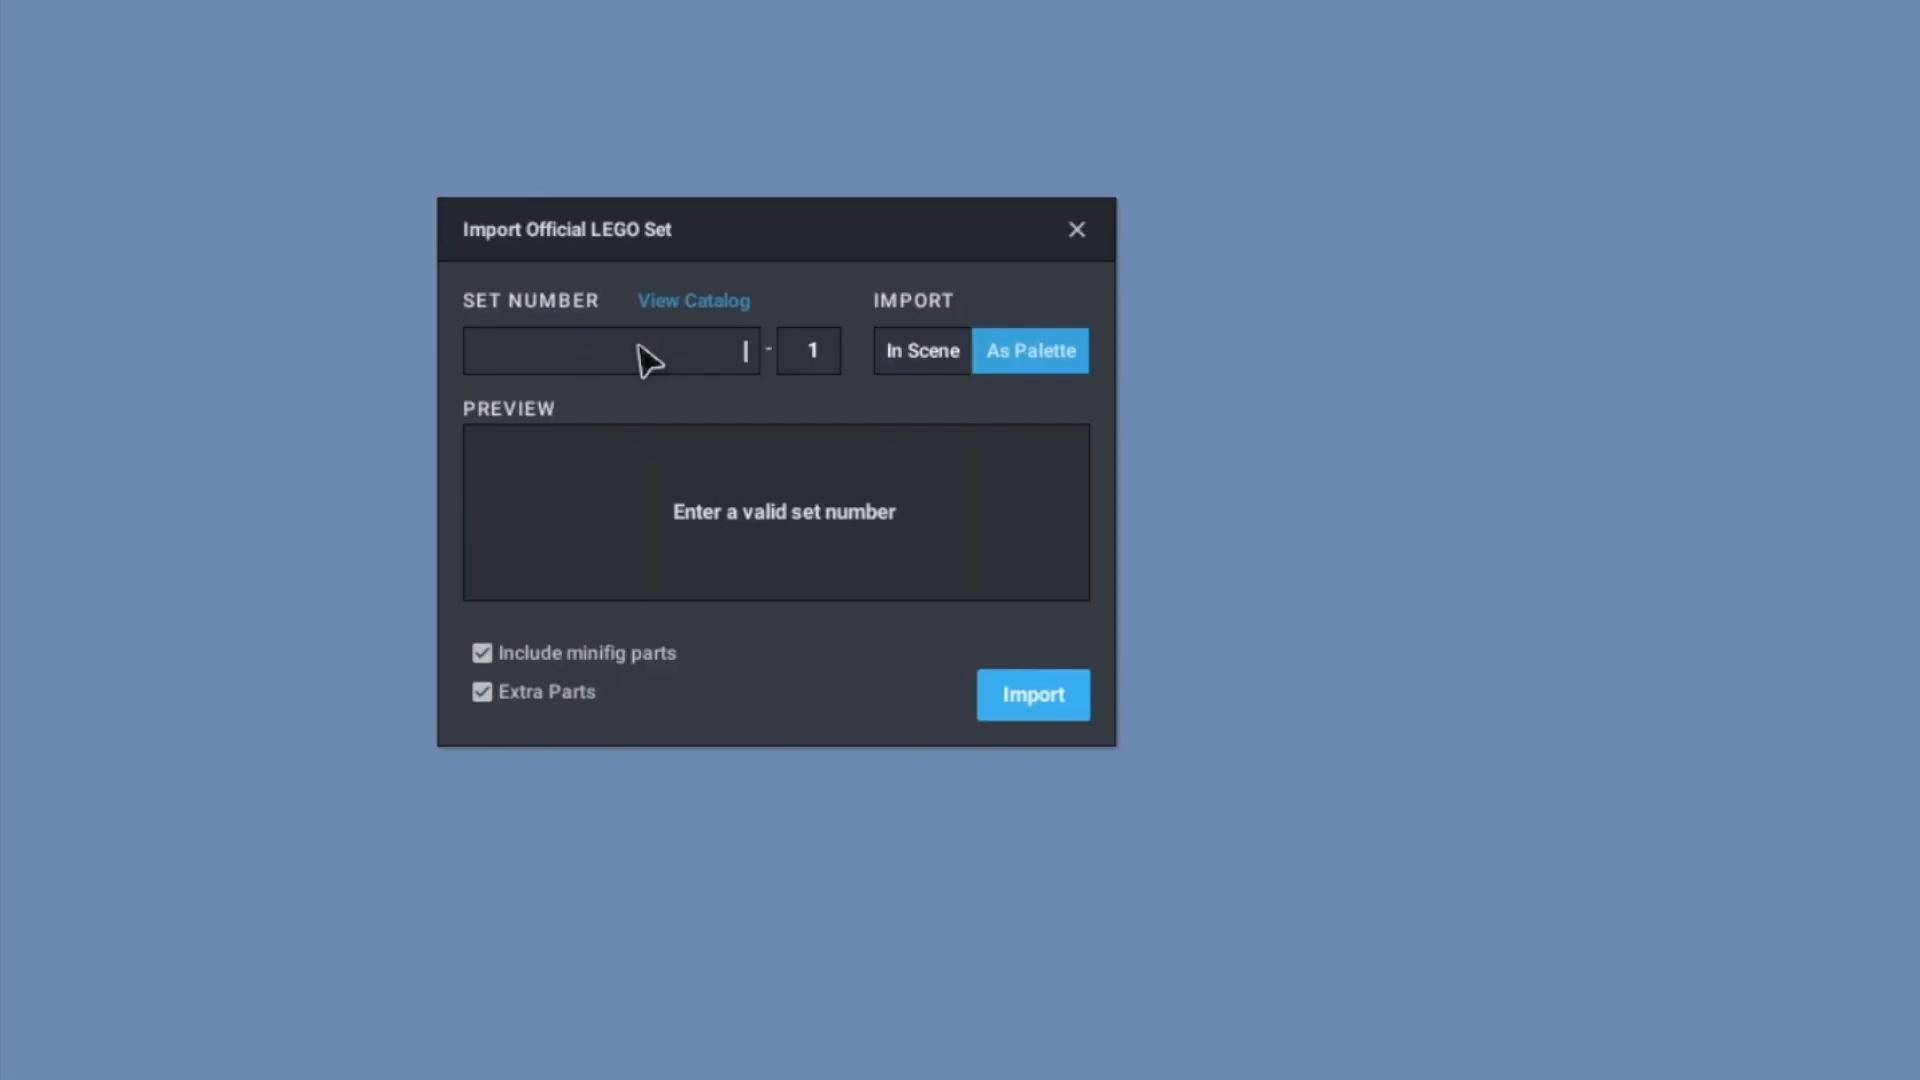 Import Official LEGO Set
SET NUMBER View Catalog IMPORT
- 1 In Scene As Palette
PREVIEW
Enter a valid set number
Include minifig parts
Extra Parts
Import